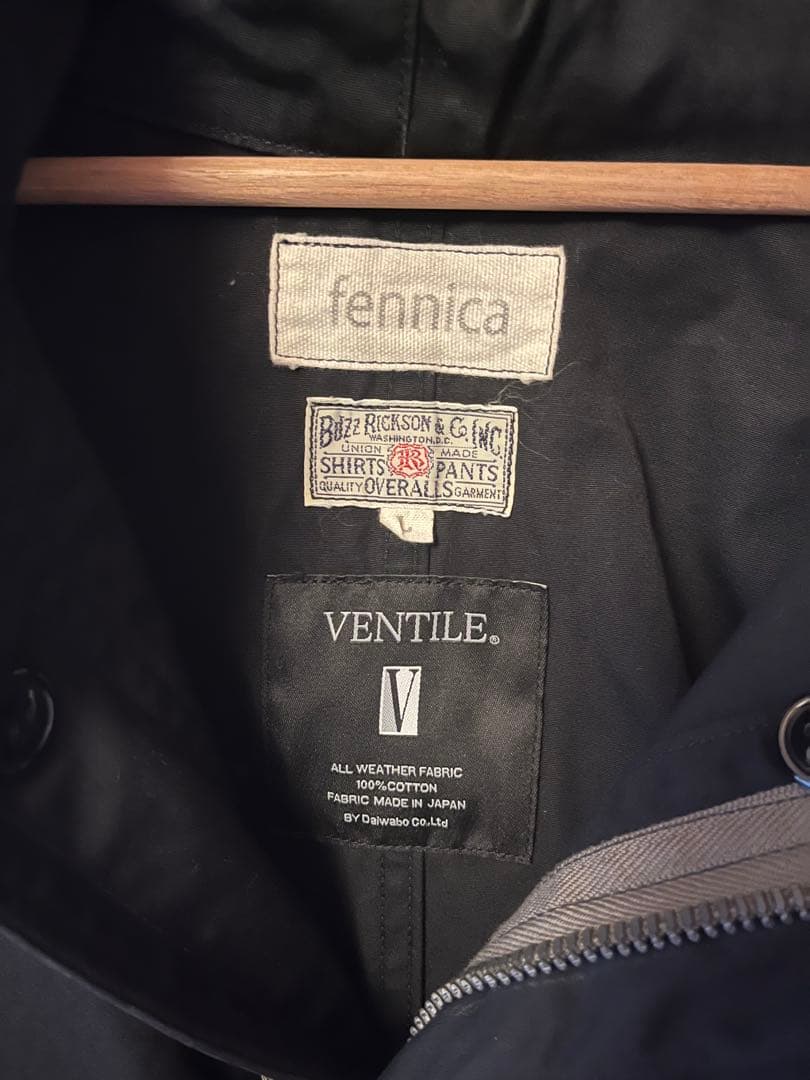 fennica
BUZZ RICKSON & Co. INC.
WASHINGTON, D.C.
UNION MADE
SHIRTS BR PANTS
QUALITY OVERALLS GARMENT
L
VENTILE®
V
ALL WEATHER FABRIC
100%COTTON
FABRIC MADE IN JAPAN
BY Daiwabo Co.,Ltd